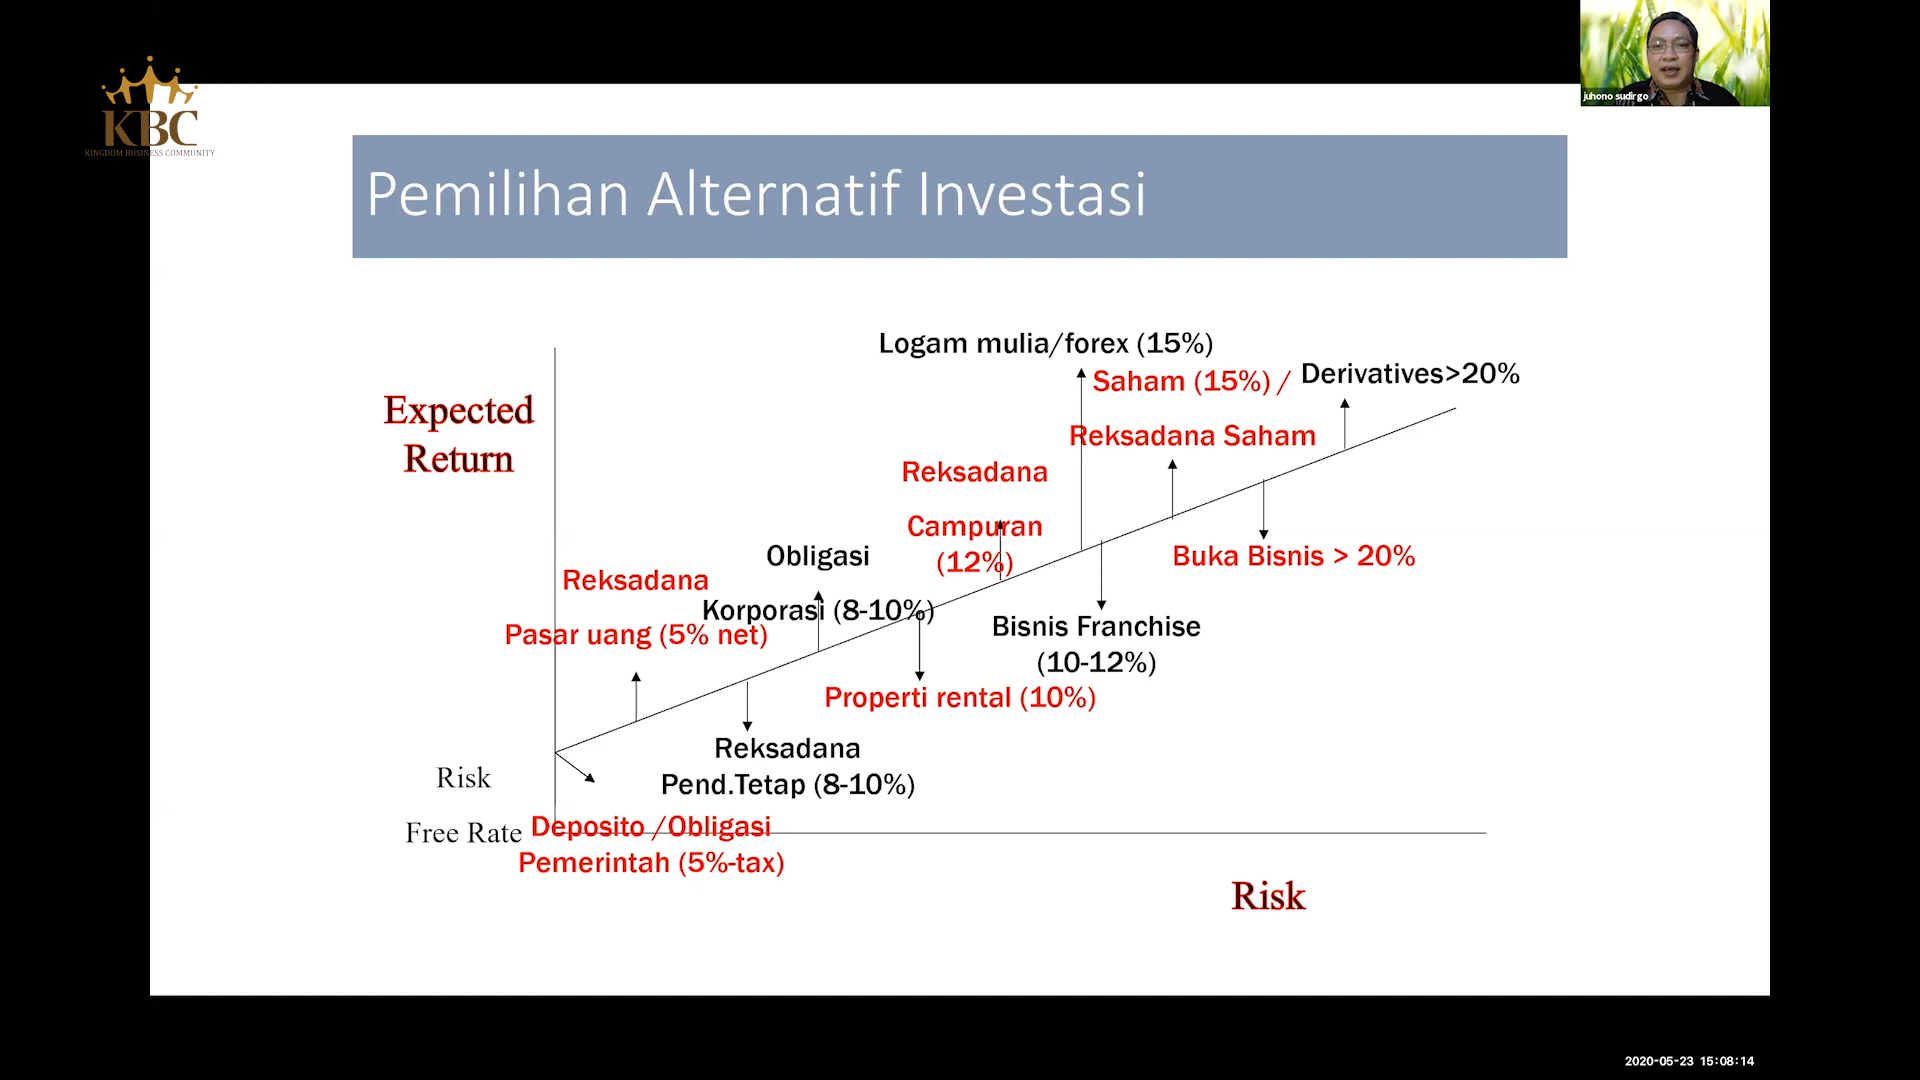 KBC
KINGDOM BUSINESS COMMUNITY
juhono sudirgo
Pemilihan Alternatif Investasi
Expected
Return
Logam mulia/forex (15%)
Saham (15%) /
Reksadana Saham
Derivatives>20%
Reksadana
Campuran
(12%)
Obligasi
Korporasi (8-10%)
Reksadana
Pasar uang (5% net)
Buka Bisnis > 20%
Bisnis Franchise
(10-12%)
Properti rental (10%)
Reksadana
Pend.Tetap (8-10%)
Risk
Free Rate
Deposito /Obligasi
Pemerintah (5%-tax)
Risk
2020-05-23 15:08:14